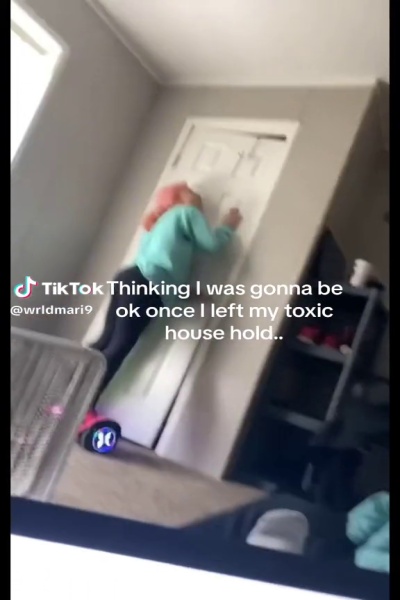 TikTok
@wrldmari9
Thinking I was gonna be
ok once I left my toxic
house hold..